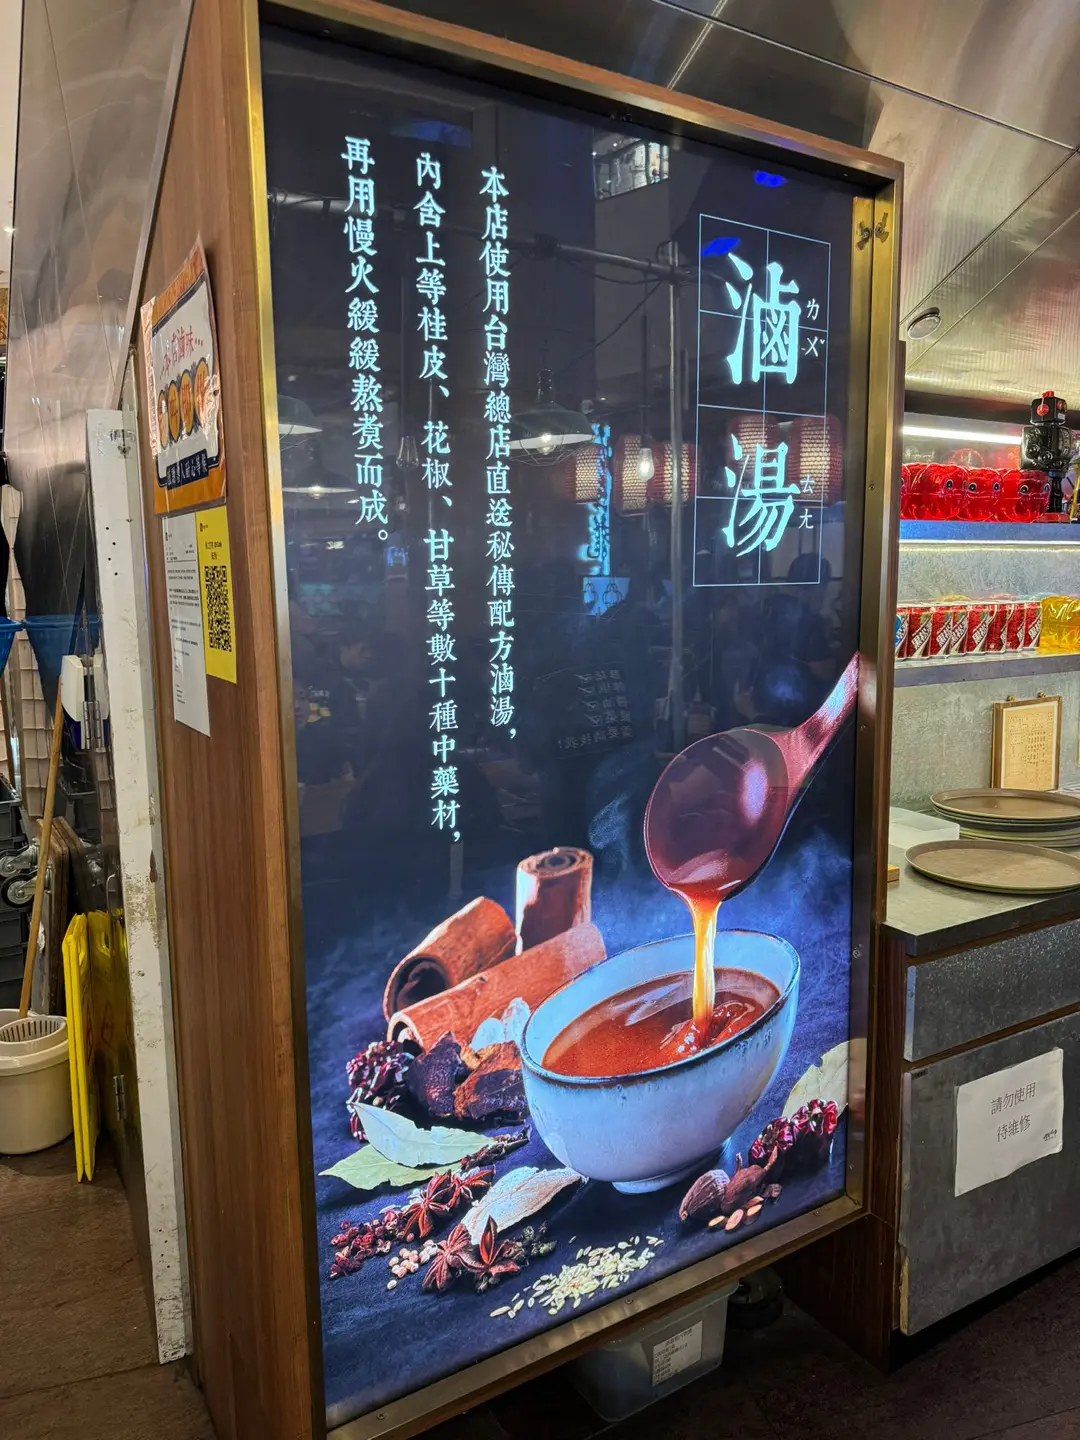 滷湯
ㄌㄨˇ
ㄊㄤ
本店使用台灣總店直送秘傳配方滷湯，
內含上等桂皮、花椒、甘草等數十種中藥材，
再用慢火緩緩熬煮而成。
請勿使用
待維修